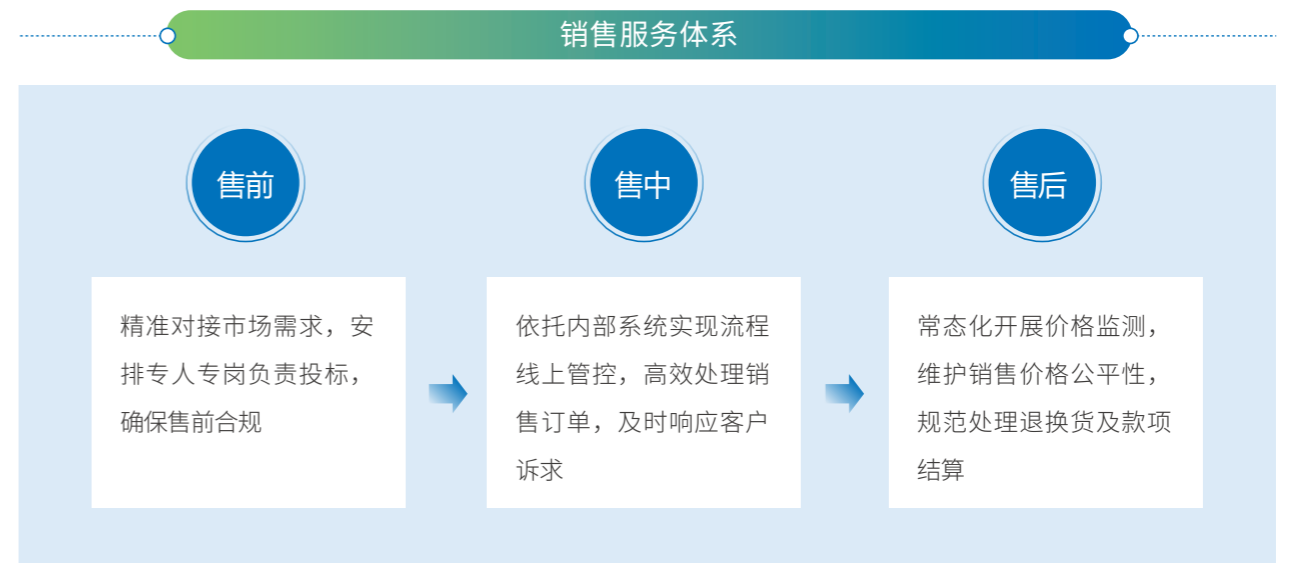 销售服务体系
售前
精准对接市场需求，安
排专人专岗负责投标，
确保售前合规
售中
依托内部系统实现流程
线上管控，高效处理销
售订单，及时响应客户
诉求
售后
常态化开展价格监测，
维护销售价格公平性，
规范处理退换货及款项
结算